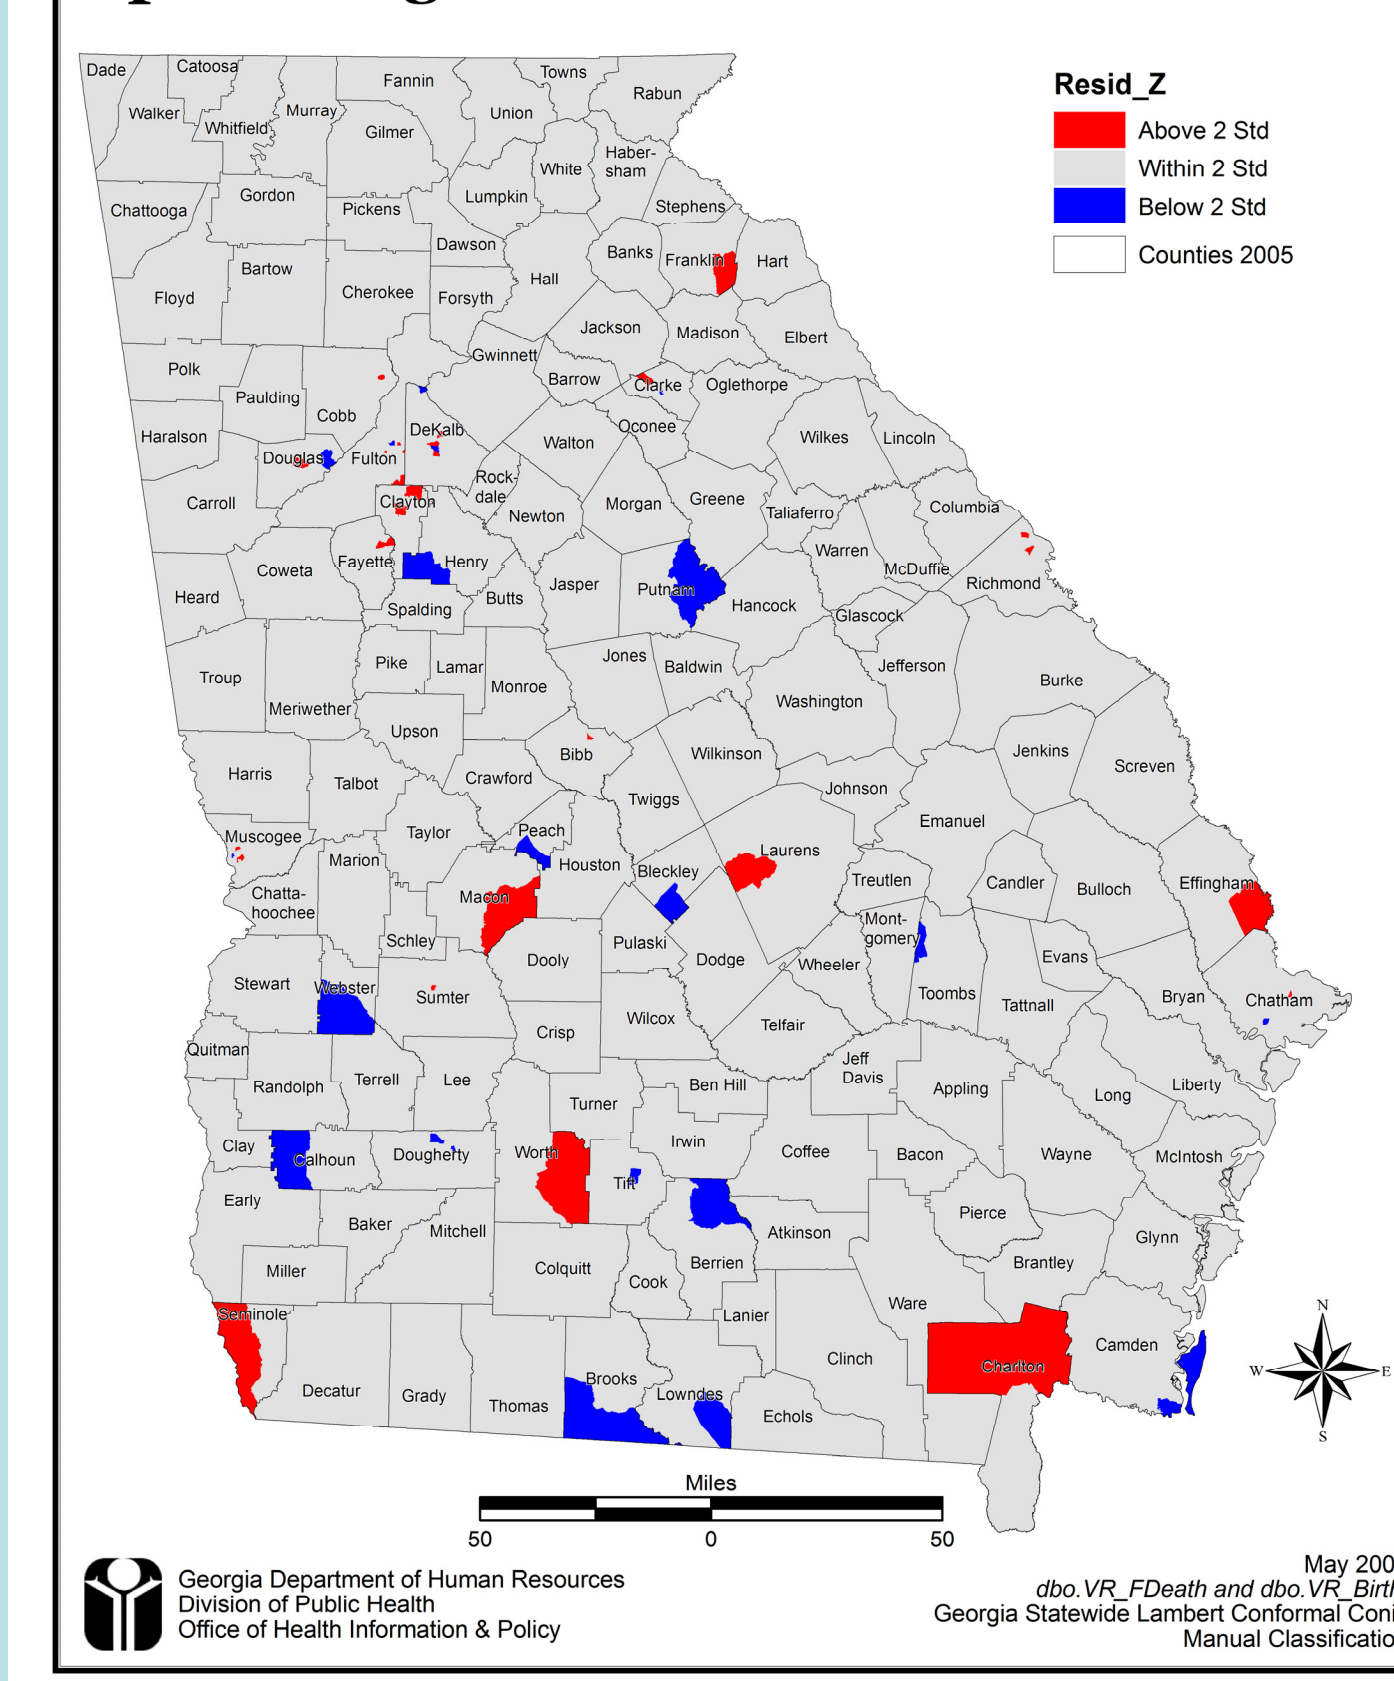 Resid_Z
Above 2 Std
Within 2 Std
Below 2 Std
Counties 2005
Dade
Catoosa
Walker
Whitfield
Murray
Fannin
Gilmer
Towns
Union
Rabun
White
Haber-
sham
Lumpkin
Stephens
Chattooga
Gordon
Pickens
Dawson
Banks
Franklin
Hart
Hall
Floyd
Bartow
Cherokee
Forsyth
Jackson
Madison
Elbert
Polk
Paulding
Cobb
Gwinnett
Barrow
Clarke
Oglethorpe
Haralson
Douglas
Fulton
DeKalb
Walton
Oconee
Wilkes
Lincoln
Carroll
Clayton
Rock-
dale
Newton
Morgan
Greene
Taliaferro
Columbia
Coweta
Fayette
Henry
Warren
McDuffie
Richmond
Heard
Spalding
Butts
Jasper
Putnam
Hancock
Glascock
Troup
Meriwether
Pike
Lamar
Monroe
Jones
Baldwin
Washington
Jefferson
Burke
Upson
Harris
Talbot
Crawford
Bibb
Wilkinson
Twiggs
Johnson
Jenkins
Screven
Muscogee
Taylor
Peach
Houston
Bleckley
Laurens
Emanuel
Marion
Chatta-
hoochee
Macon
Treutlen
Candler
Bulloch
Effingham
Schley
Dooly
Pulaski
Dodge
Wheeler
Mont-
gomery
Toombs
Tattnall
Evans
Bryan
Chatham
Stewart
Webster
Sumter
Crisp
Wilcox
Telfair
Quitman
Randolph
Terrell
Lee
Turner
Ben Hill
Jeff
Davis
Appling
Long
Liberty
Clay
Calhoun
Dougherty
Worth
Tift
Irwin
Coffee
Bacon
Wayne
McIntosh
Early
Baker
Mitchell
Colquitt
Cook
Berrien
Atkinson
Pierce
Glynn
Brantley
Miller
Lanier
Ware
Seminole
Decatur
Grady
Thomas
Brooks
Lowndes
Echols
Clinch
Charlton
Camden
N
W
E
S
Miles
50
0
50
Georgia Department of Human Resources
Division of Public Health
Office of Health Information & Policy
May 200
dbo.VR_FDeath and dbo.VR_Birth
Georgia Statewide Lambert Conformal Coni
Manual Classificatio